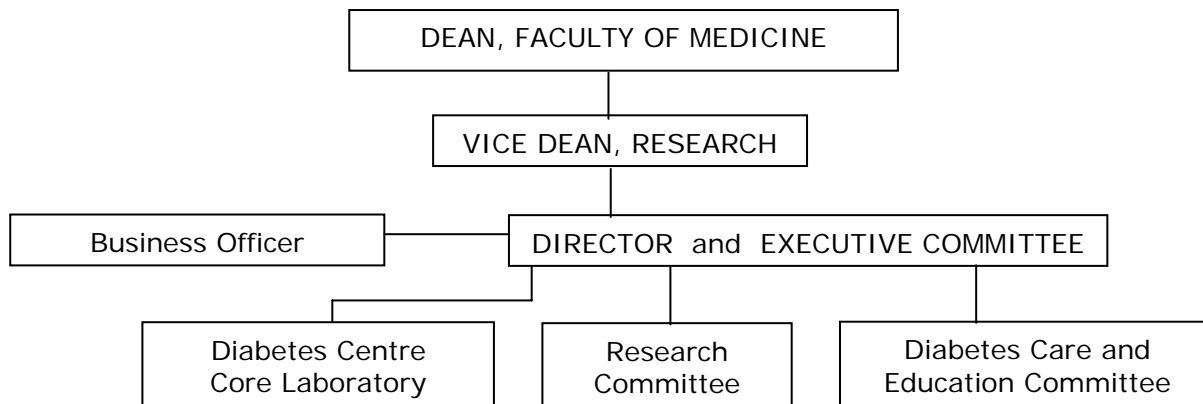 DEAN, FACULTY OF MEDICINE
VICE DEAN, RESEARCH
Business Officer
DIRECTOR and EXECUTIVE COMMITTEE
Diabetes Centre
Core Laboratory
Research
Committee
Diabetes Care and
Education Committee